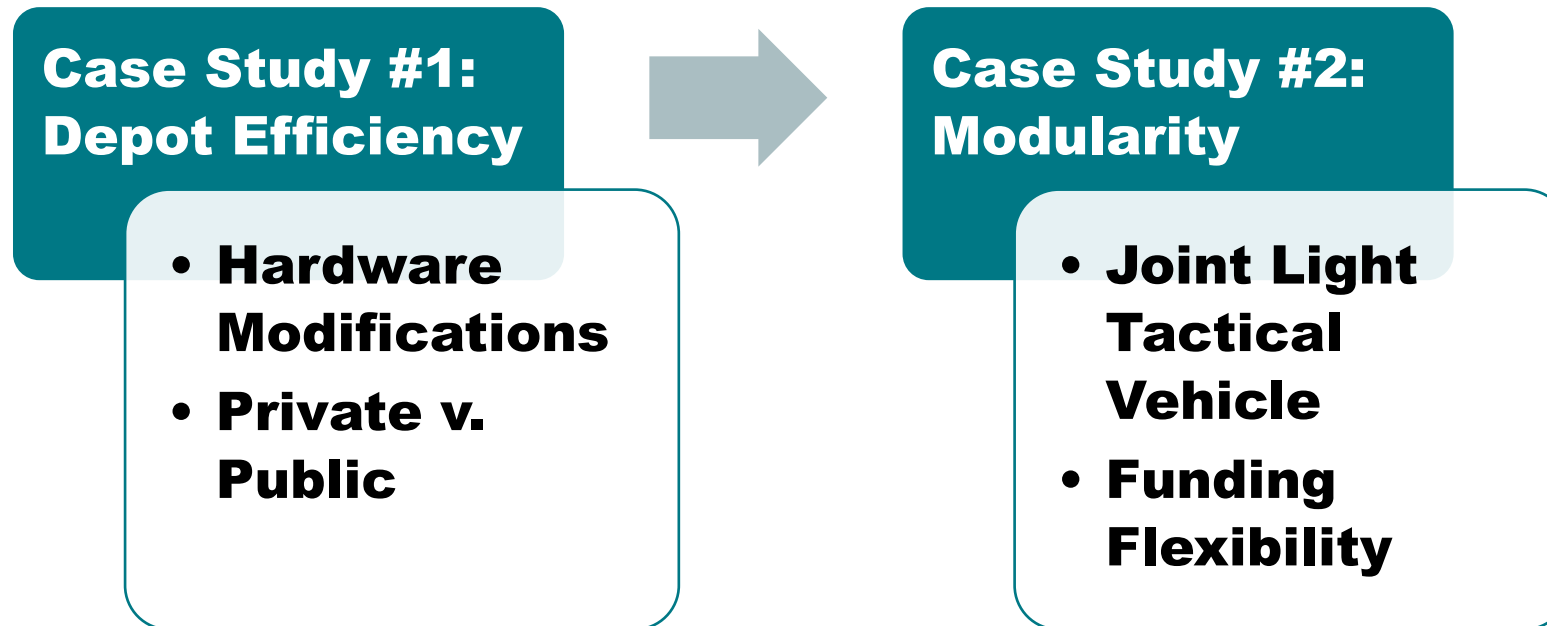 Case Study #1:
Depot Efficiency
• Hardware
Modifications
• Private v.
Public
Case Study #2:
Modularity
• Joint Light
Tactical
Vehicle
• Funding
Flexibility